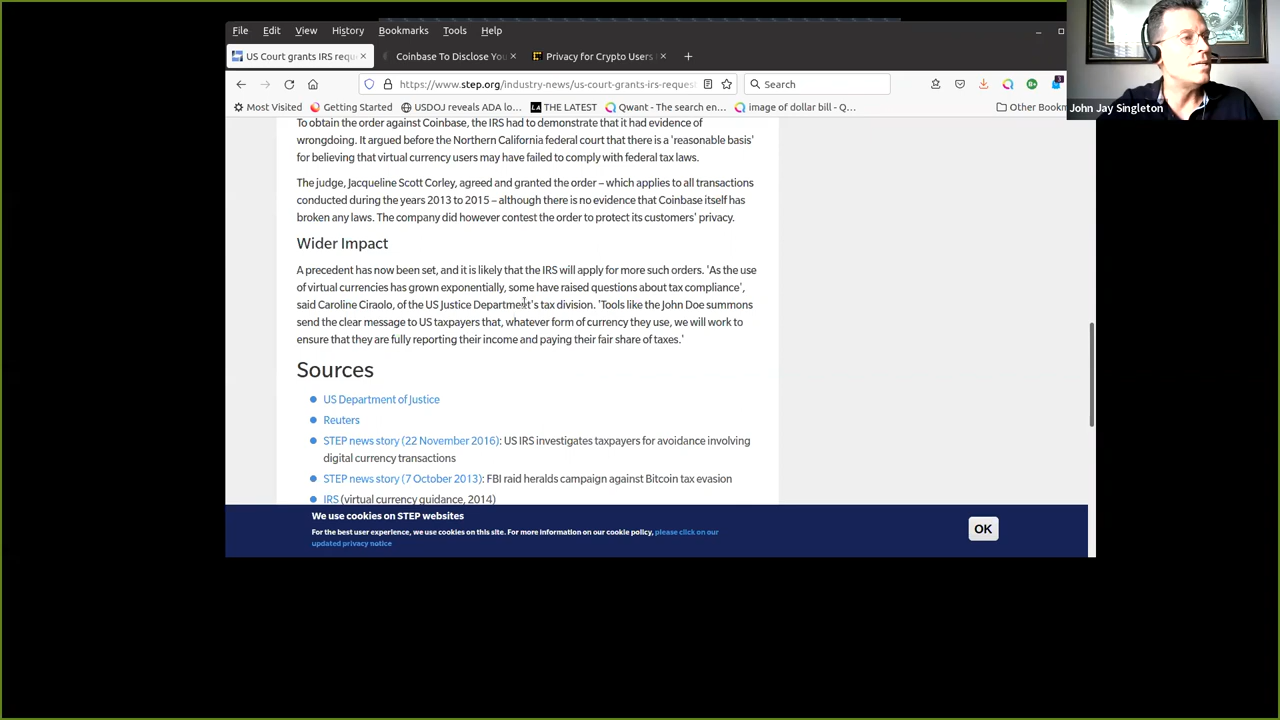 File Edit View History Bookmarks Tools Help
US Court grants IRS requ × Coinbase To Disclose You × Privacy for Crypto Users × +
https://www.step.org/industry-news/us-court-grants-irs-request Search
Most Visited Getting Started USDOJ reveals ADA lo... LA THE LATEST Qwant - The search en... image of dollar bill - Q... Other Bookm
John Jay Singleton
To obtain the order against Coinbase, the IRS had to demonstrate that it had evidence of
wrongdoing. It argued before the Northern California federal court that there is a 'reasonable basis'
for believing that virtual currency users may have failed to comply with federal tax laws.
The judge, Jacqueline Scott Corley, agreed and granted the order – which applies to all transactions
conducted during the years 2013 to 2015 – although there is no evidence that Coinbase itself has
broken any laws. The company did however contest the order to protect its customers' privacy.
Wider Impact
A precedent has now been set, and it is likely that the IRS will apply for more such orders. 'As the use
of virtual currencies has grown exponentially, some have raised questions about tax compliance',
said Caroline Ciraolo, of the US Justice Department's tax division. 'Tools like the John Doe summons
send the clear message to US taxpayers that, whatever form of currency they use, we will work to
ensure that they are fully reporting their income and paying their fair share of taxes.'
Sources
US Department of Justice
Reuters
STEP news story (22 November 2016): US IRS investigates taxpayers for avoidance involving
digital currency transactions
STEP news story (7 October 2013): FBI raid heralds campaign against Bitcoin tax evasion
IRS (virtual currency guidance, 2014)
We use cookies on STEP websites
For the best user experience, we use cookies on this site. For more information on our cookie policy, please click on our
updated privacy notice
OK